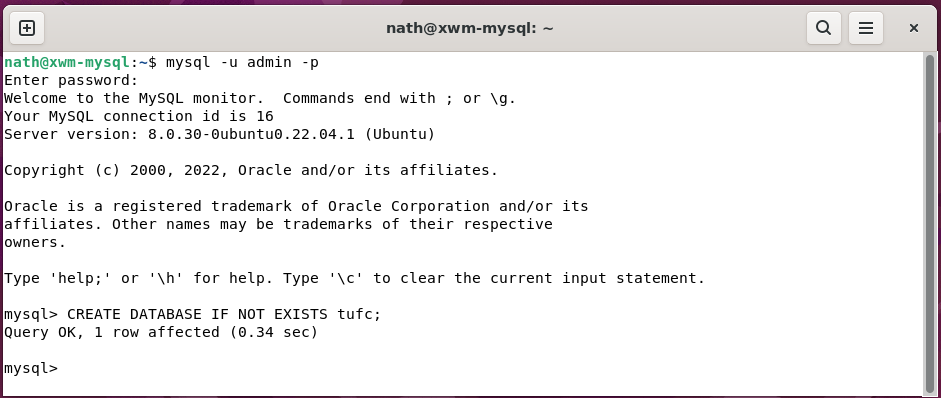 nath@xwm-mysql: ~
nath@xwm-mysql:~$ mysql -u admin -p
Enter password:
Welcome to the MySQL monitor.  Commands end with ; or \g.
Your MySQL connection id is 16
Server version: 8.0.30-0ubuntu0.22.04.1 (Ubuntu)
Copyright (c) 2000, 2022, Oracle and/or its affiliates.
Oracle is a registered trademark of Oracle Corporation and/or its
affiliates. Other names may be trademarks of their respective
owners.
Type 'help;' or '\h' for help. Type '\c' to clear the current input statement.
mysql> CREATE DATABASE IF NOT EXISTS tufc;
Query OK, 1 row affected (0.34 sec)
mysql>